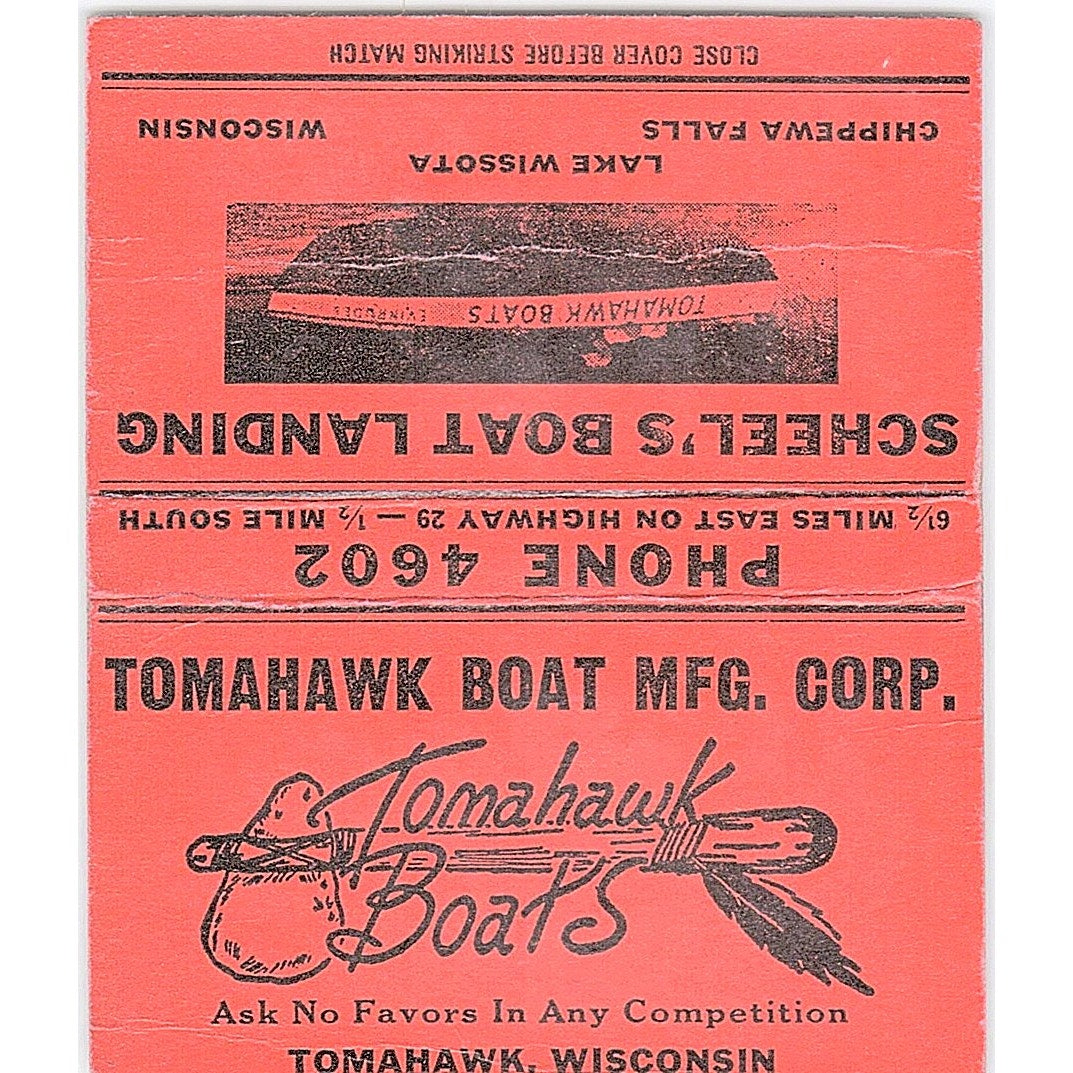 CLOSE COVER BEFORE STRIKING MATCH
CHIPPEWA FALLS WISCONSIN
LAKE WISSOTA
TOMAHAWK BOATS EVINRUDES
SCHEEL'S BOAT LANDING
6½ MILES EAST ON HIGHWAY 29 — ½ MILE SOUTH
PHONE 4602
TOMAHAWK BOAT MFG. CORP.
Tomahawk
Boats
Ask No Favors In Any Competition
TOMAHAWK, WISCONSIN